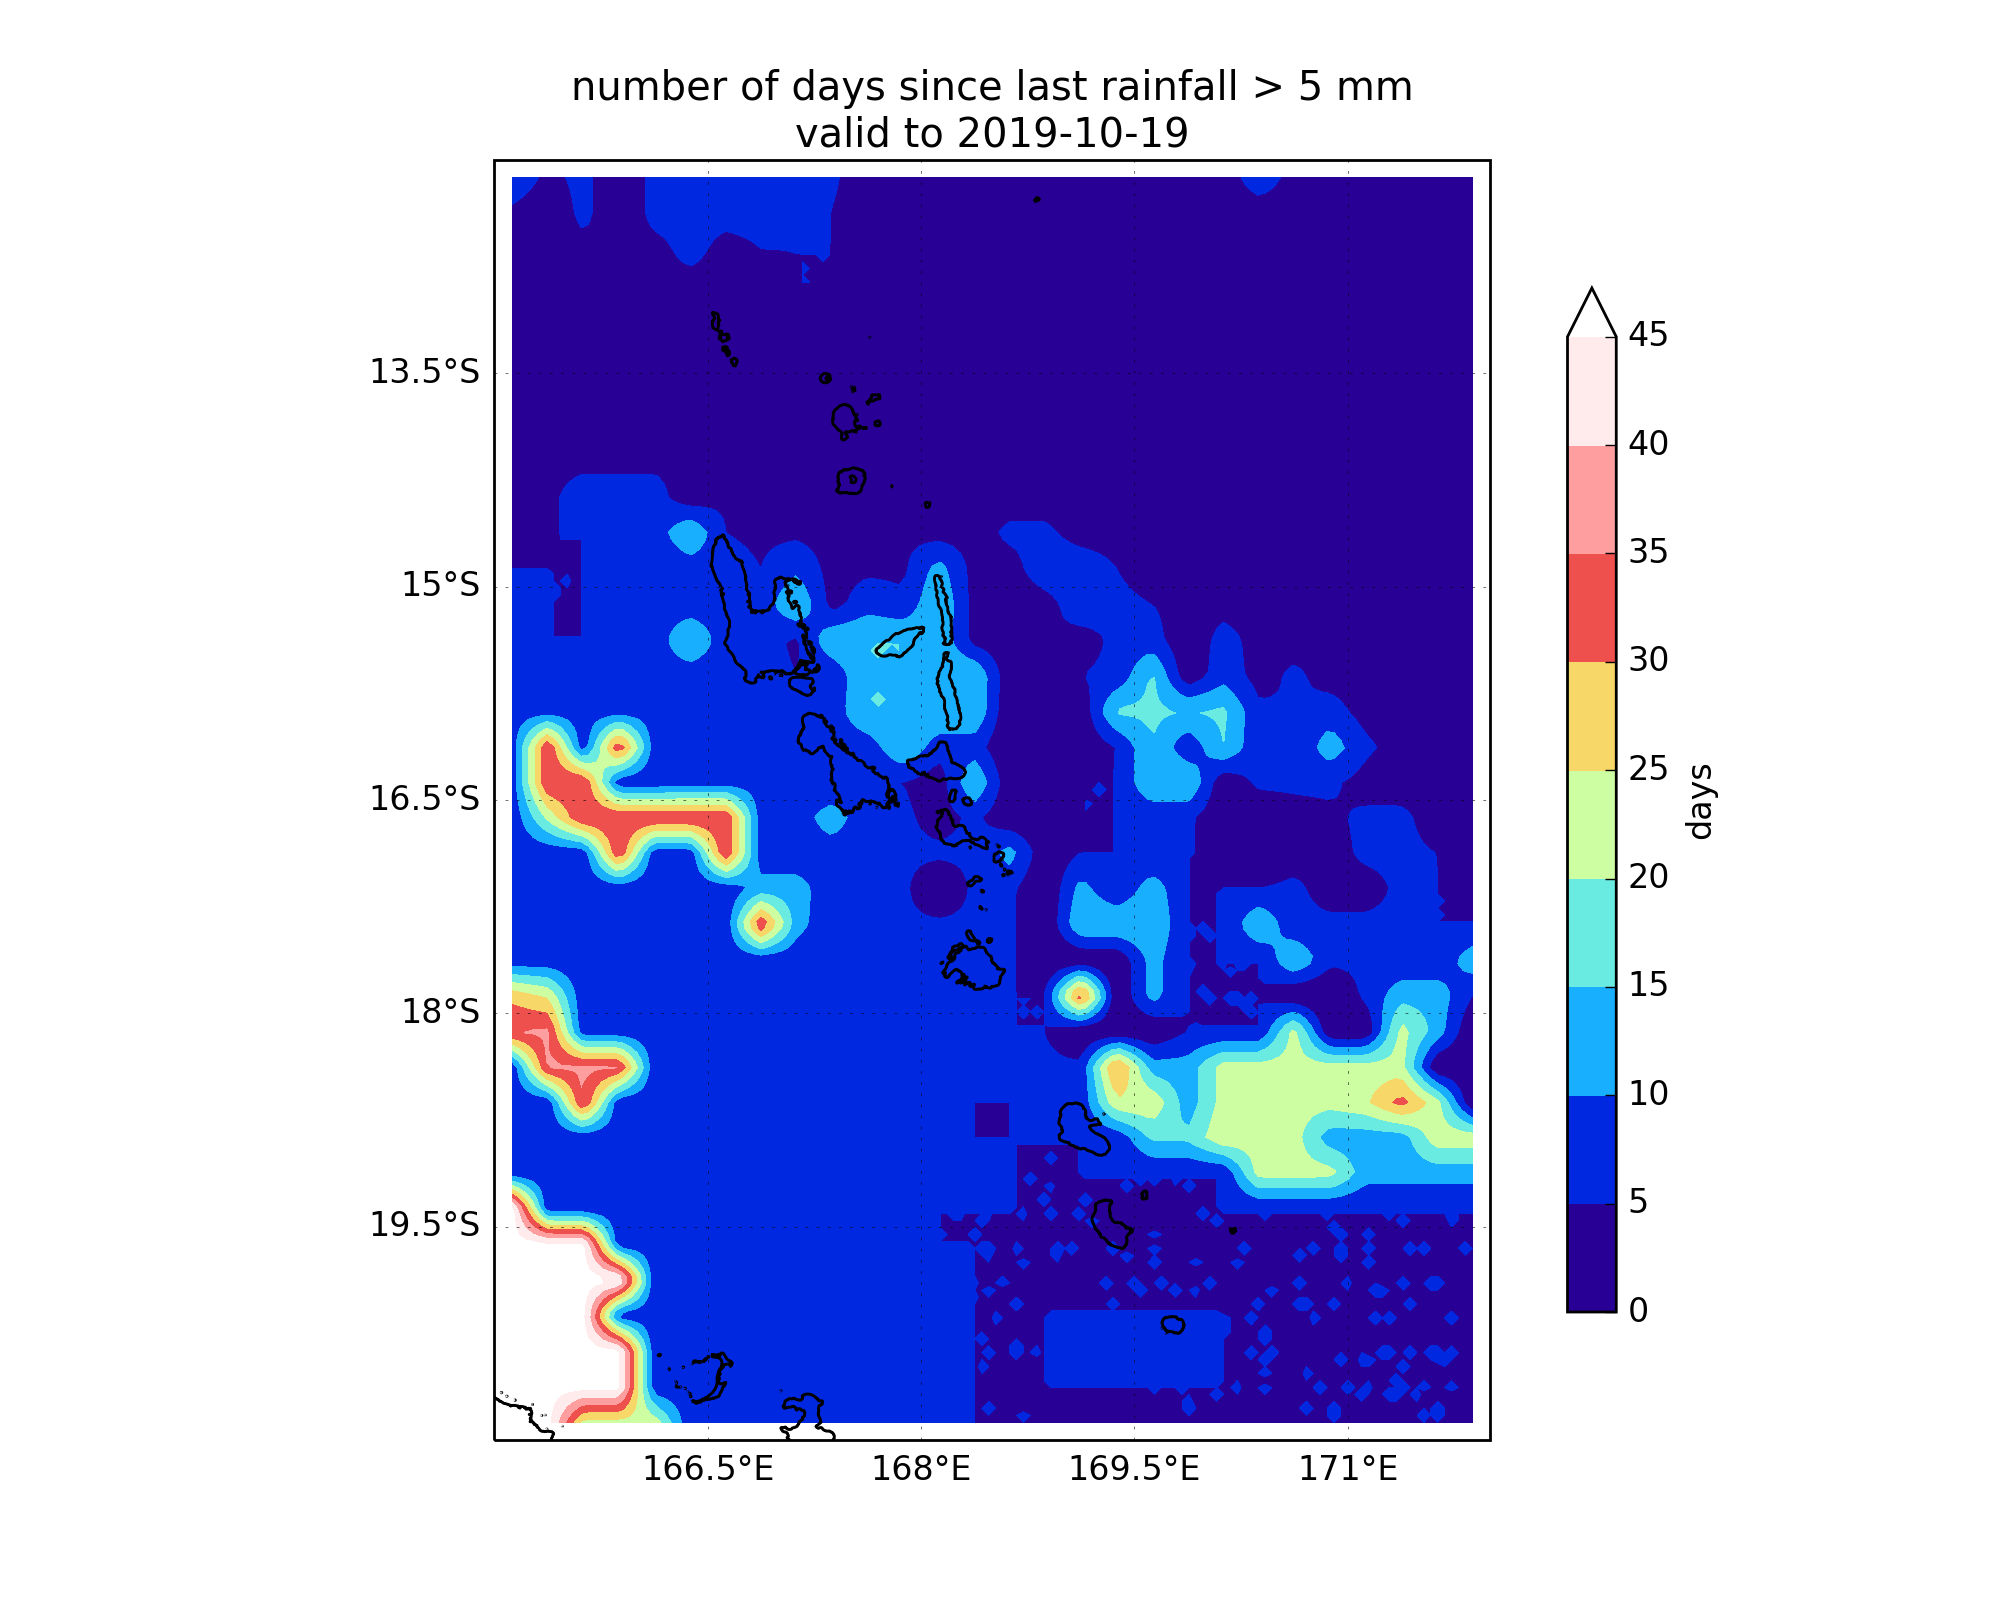 number of days since last rainfall > 5 mm
valid to 2019-10-19
13.5°S
15°S
16.5°S
18°S
19.5°S
166.5°E
168°E
169.5°E
171°E
45
40
35
30
25
20
15
10
5
0
days